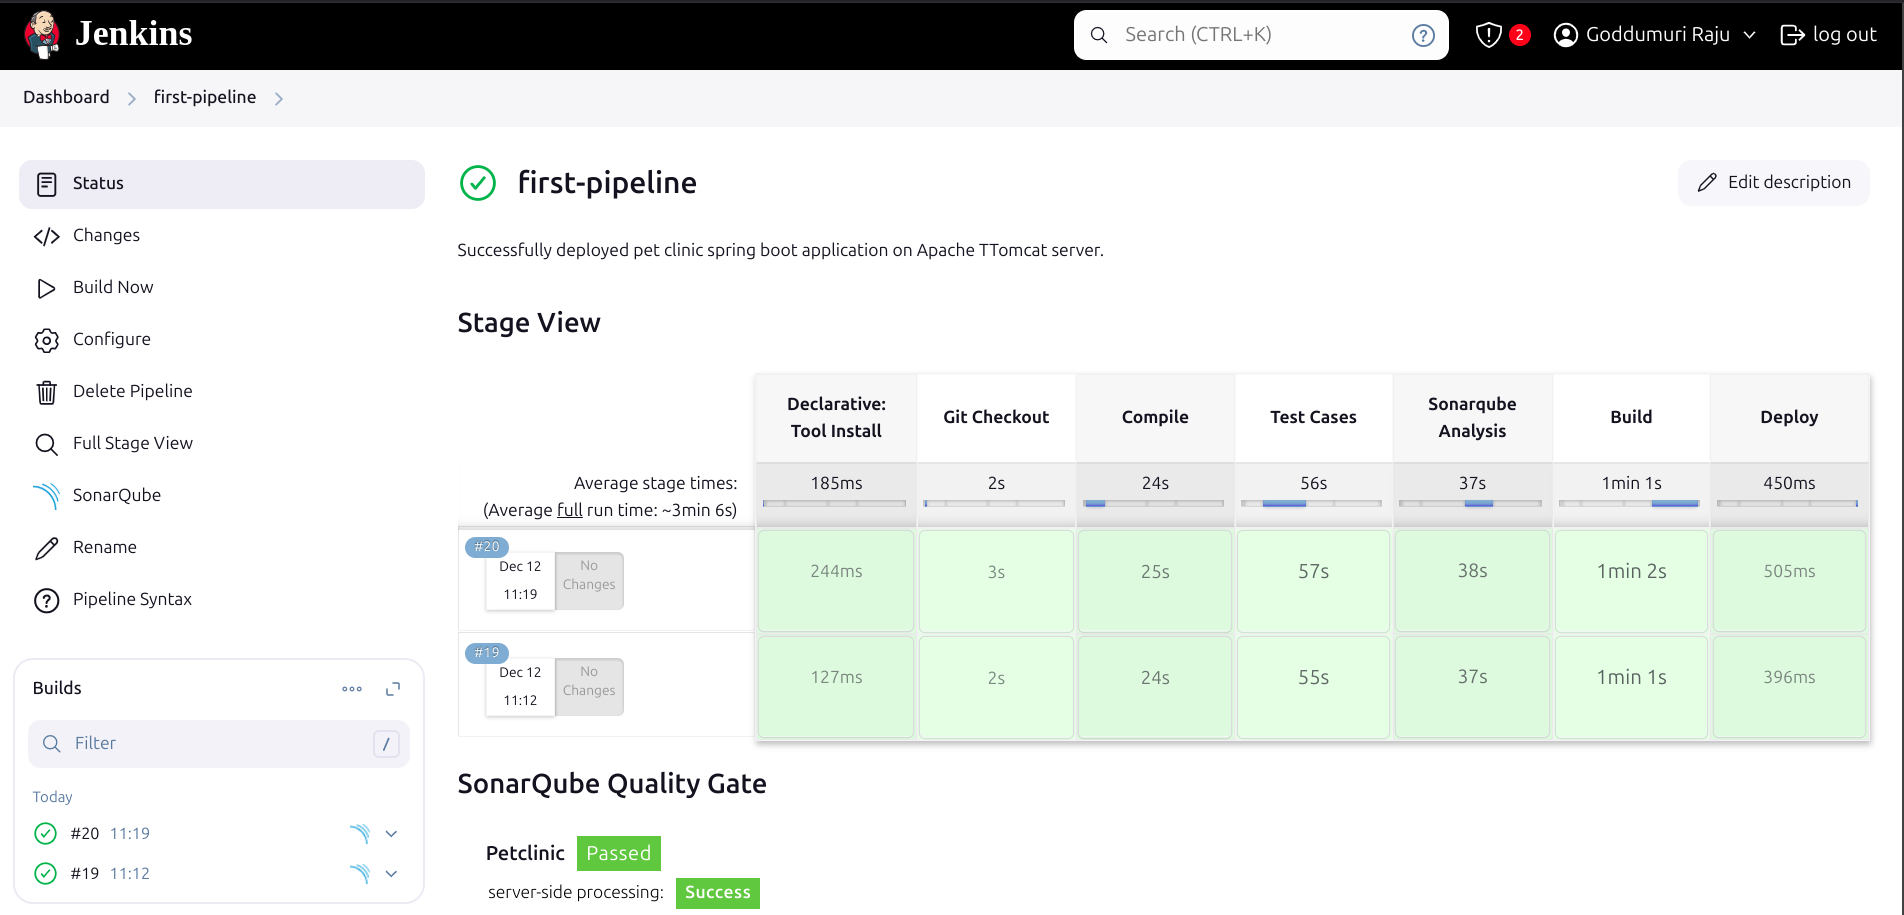 Jenkins
Search (CTRL+K)
?
2
Goddumuri Raju
log out
Dashboard
first-pipeline
Status
Changes
Build Now
Configure
Delete Pipeline
Full Stage View
SonarQube
Rename
Pipeline Syntax
Builds
Filter
/
Today
#20 11:19
#19 11:12
first-pipeline
Edit description
Successfully deployed pet clinic spring boot application on Apache TTomcat server.
Stage View
Declarative:
Tool Install
Git Checkout
Compile
Test Cases
Sonarqube
Analysis
Build
Deploy
Average stage times:
(Average full run time: ~3min 6s)
185ms
2s
24s
56s
37s
1min 1s
450ms
#20
Dec 12
11:19
No
Changes
244ms
3s
25s
57s
38s
1min 2s
505ms
#19
Dec 12
11:12
No
Changes
127ms
2s
24s
55s
37s
1min 1s
396ms
SonarQube Quality Gate
Petclinic Passed
server-side processing: Success